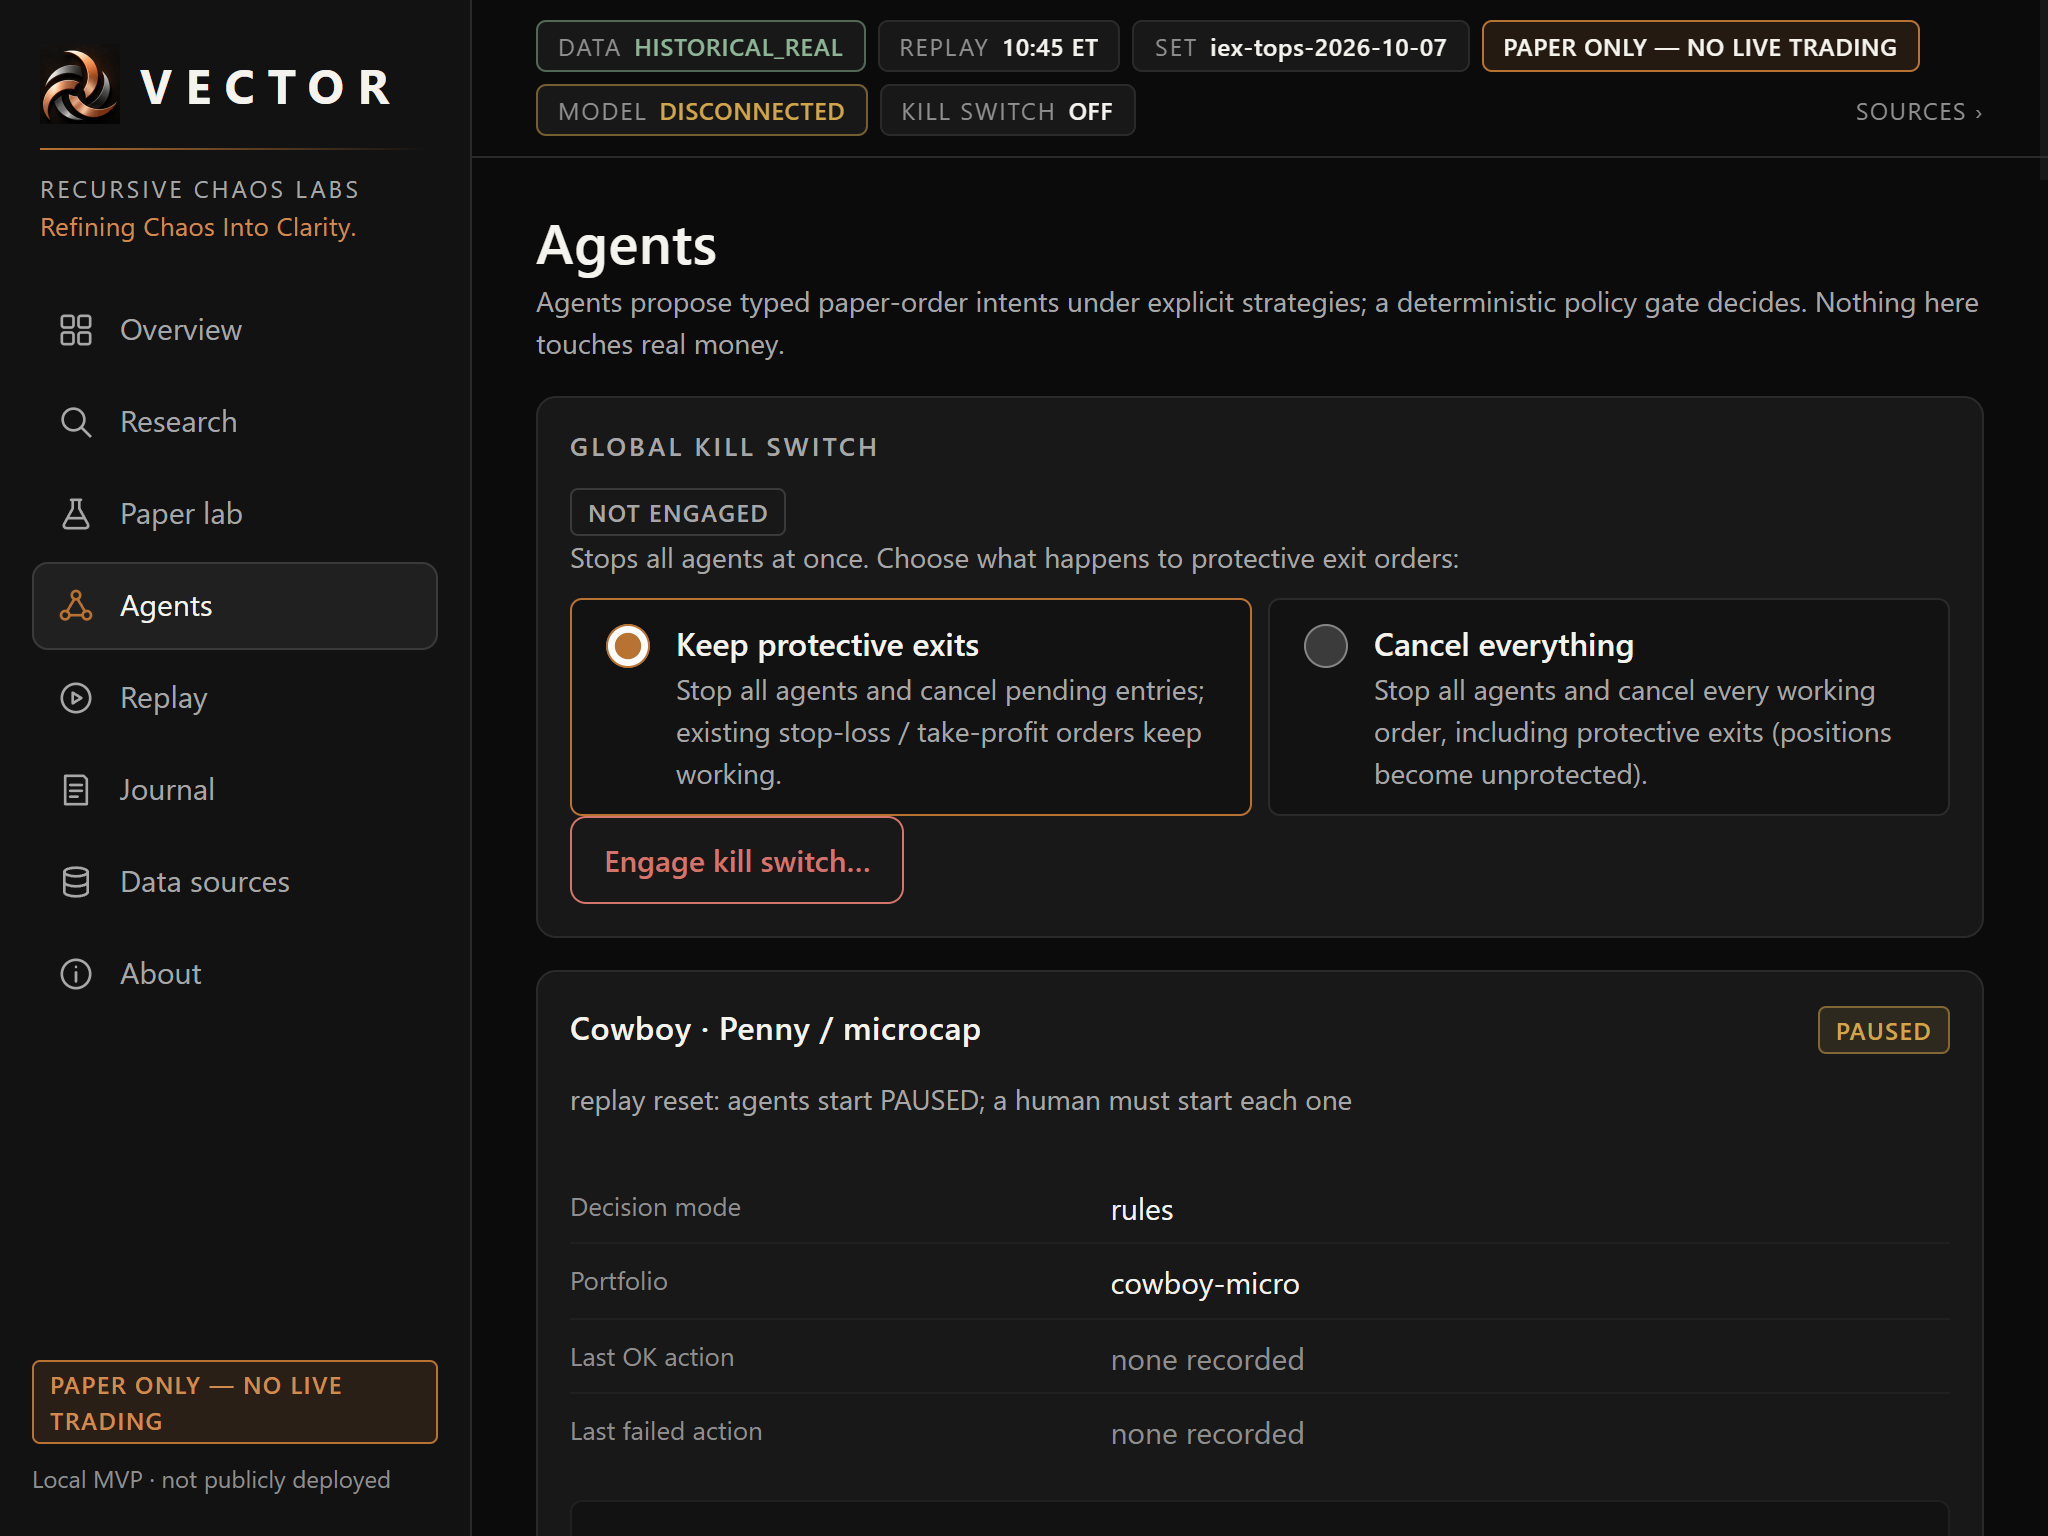 VECTOR
RECURSIVE CHAOS LABS
Refining Chaos Into Clarity.
Overview
Research
Paper lab
Agents
Replay
Journal
Data sources
About
PAPER ONLY — NO LIVE
TRADING
Local MVP · not publicly deployed
DATA HISTORICAL_REAL
REPLAY 10:45 ET
SET iex-tops-2026-10-07
PAPER ONLY — NO LIVE TRADING
MODEL DISCONNECTED
KILL SWITCH OFF
SOURCES ›
Agents
Agents propose typed paper-order intents under explicit strategies; a deterministic policy gate decides. Nothing here
touches real money.
GLOBAL KILL SWITCH
NOT ENGAGED
Stops all agents at once. Choose what happens to protective exit orders:
Keep protective exits
Stop all agents and cancel pending entries;
existing stop-loss / take-profit orders keep
working.
Cancel everything
Stop all agents and cancel every working
order, including protective exits (positions
become unprotected).
Engage kill switch...
Cowboy · Penny / microcap
PAUSED
replay reset: agents start PAUSED; a human must start each one
Decision mode rules
Portfolio cowboy-micro
Last OK action none recorded
Last failed action none recorded